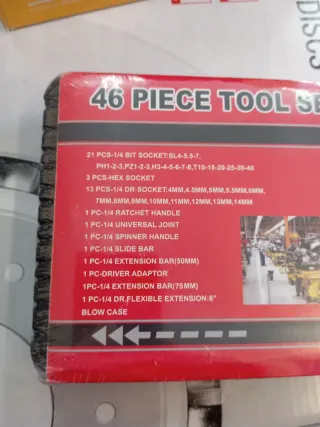 DISCS
46 PIECE TOOL SE
21 PCS-1/4 BIT SOCKET:SL4-5.5-7,
PH1-2-3,PZ1-2-3,H3-4-5-6-7-8,T10-15-20-25-30-40
3 PCS-HEX SOCKET
13 PCS-1/4 DR SOCKET:4MM,4.5MM,5MM,5.5MM,6MM,
7MM,8MM,9MM,10MM,11MM,12MM,13MM,14MM
1 PC-1/4 RATCHET HANDLE
1 PC-1/4 UNIVERSAL JOINT
1 PC-1/4 SPINNER HANDLE
1 PC-1/4 SLIDE BAR
1 PC-1/4 EXTENSION BAR(50MM)
1 PC-DRIVER ADAPTOR
1PC-1/4 EXTENSION BAR(75MM)
1 PC-1/4 DR.FLEXIBLE EXTENSION:6"
BLOW CASE